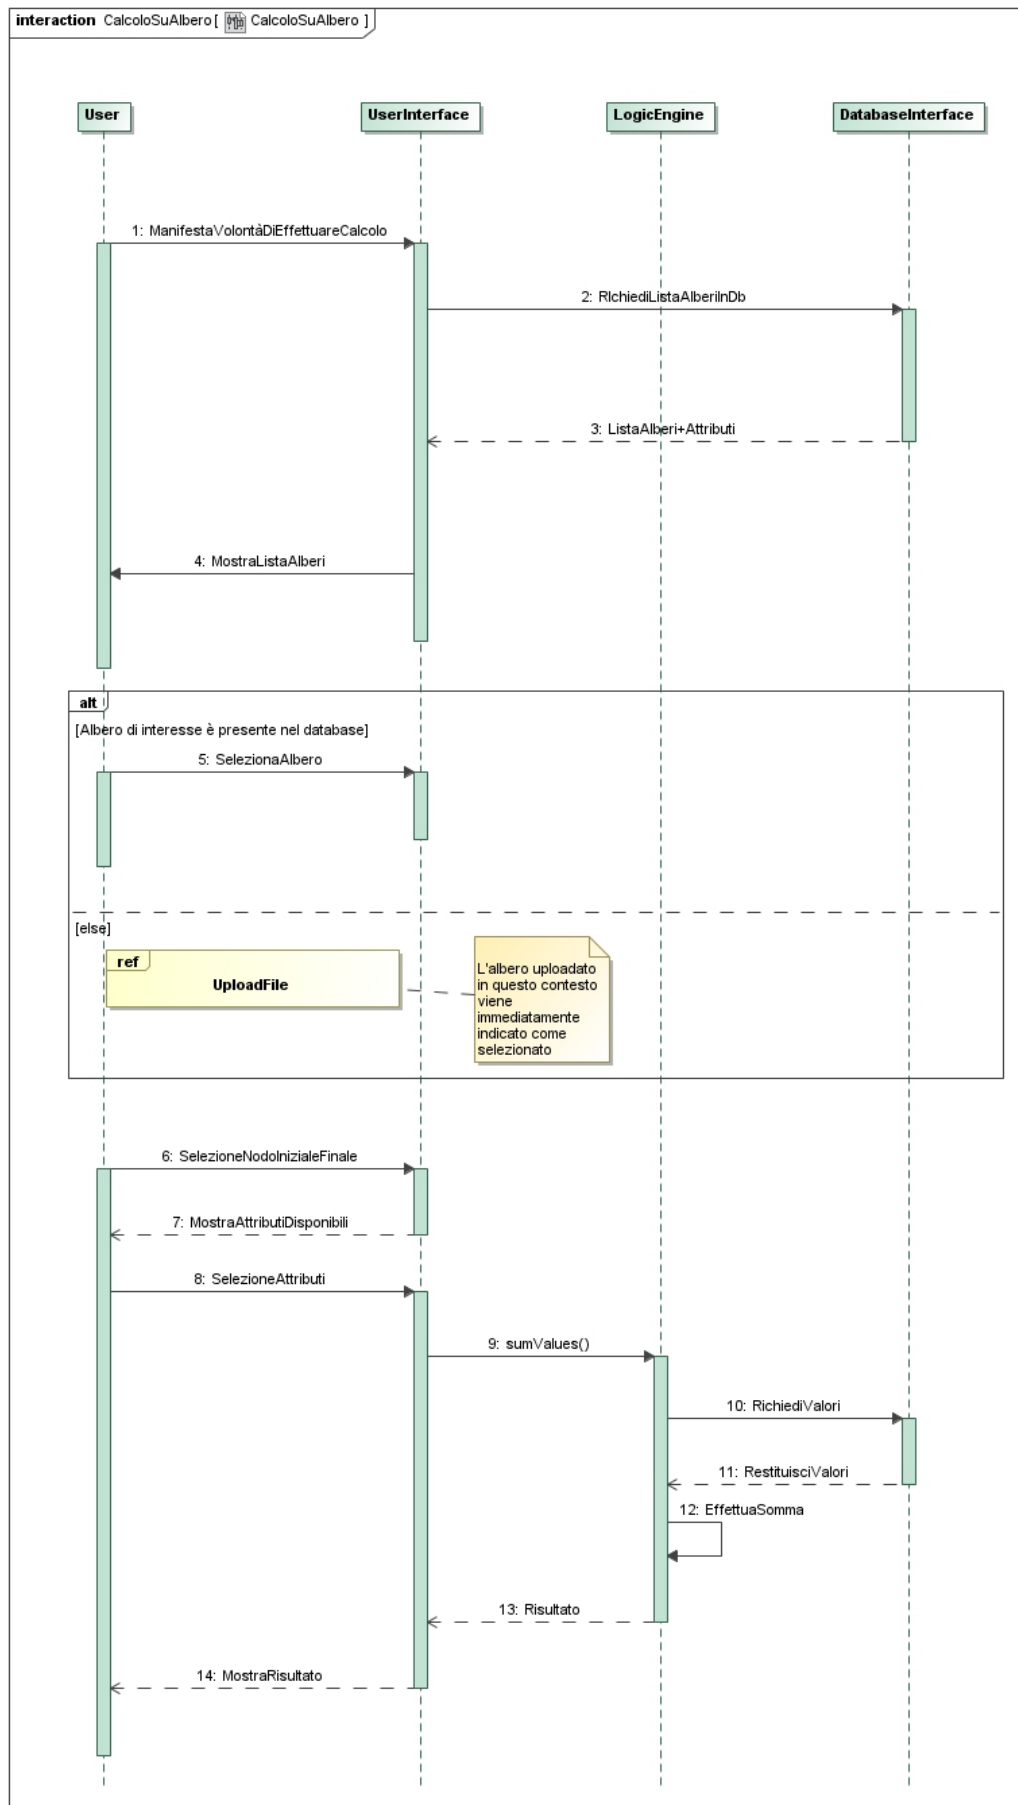 interaction CalcoloSuAlbero [ CalcoloSuAlbero ]
User
UserInterface
LogicEngine
DatabaseInterface
1: ManifestaVolontàDiEffettuareCalcolo
2: RIchiediListaAlberiInDb
3: ListaAlberi+Attributi
4: MostraListaAlberi
alt
[Albero di interesse è presente nel database]
5: SelezionaAlbero
[else]
ref
UploadFile
L'albero uploadato
in questo contesto
viene
immediatamente
indicato come
selezionato
6: SelezioneNodoInizialeFinale
7: MostraAttributiDisponibili
8: SelezioneAttributi
9: sumValues()
10: RichiediValori
11: RestituisciValori
12: EffettuaSomma
13: Risultato
14: MostraRisultato